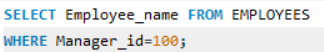 SELECT Employee_name FROM EMPLOYEES
WHERE Manager_id=100;